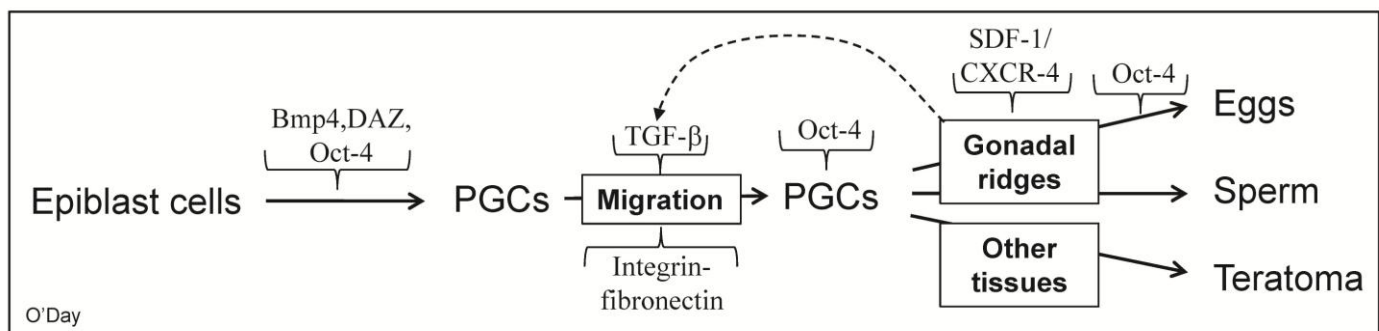 SDF-1/
CXCR-4
Oct-4
Eggs
Bmp4,DAZ,
Oct-4
TGF-β
Oct-4
Gonadal
ridges
Epiblast cells
PGCs
Migration
PGCs
Sperm
Integrin-
fibronectin
Other
tissues
Teratoma
O'Day